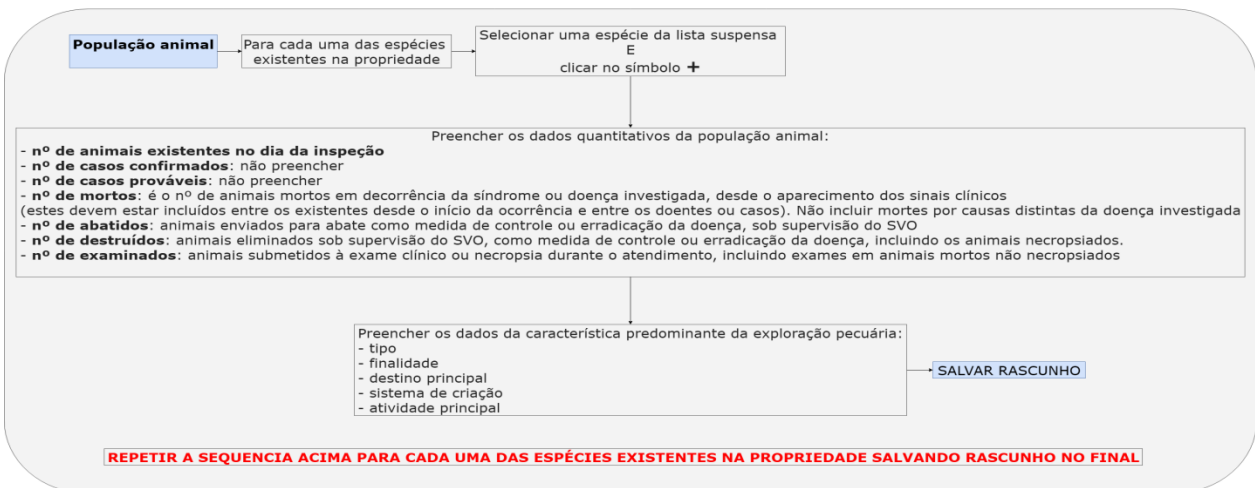 População animal
Para cada uma das espécies
existentes na propriedade
Selecionar uma espécie da lista suspensa
E
clicar no símbolo +
Preencher os dados quantitativos da população animal:
- nº de animais existentes no dia da inspeção
- nº de casos confirmados: não preencher
- nº de casos prováveis: não preencher
- nº de mortos: é o nº de animais mortos em decorrência da síndrome ou doença investigada, desde o aparecimento dos sinais clínicos
(estes devem estar incluídos entre os existentes desde o início da ocorrência e entre os doentes ou casos). Não incluir mortes por causas distintas da doença investigada
- nº de abatidos: animais enviados para abate como medida de controle ou erradicação da doença, sob supervisão do SVO
- nº de destruídos: animais eliminados sob supervisão do SVO, como medida de controle ou erradicação da doença, incluindo os animais necropsiados.
- nº de examinados: animais submetidos à exame clínico ou necropsia durante o atendimento, incluindo exames em animais mortos não necropsiados
Preencher os dados da característica predominante da exploração pecuária:
- tipo
- finalidade
- destino principal
- sistema de criação
- atividade principal
SALVAR RASCUNHO
REPETIR A SEQUENCIA ACIMA PARA CADA UMA DAS ESPÉCIES EXISTENTES NA PROPRIEDADE SALVANDO RASCUNHO NO FINAL